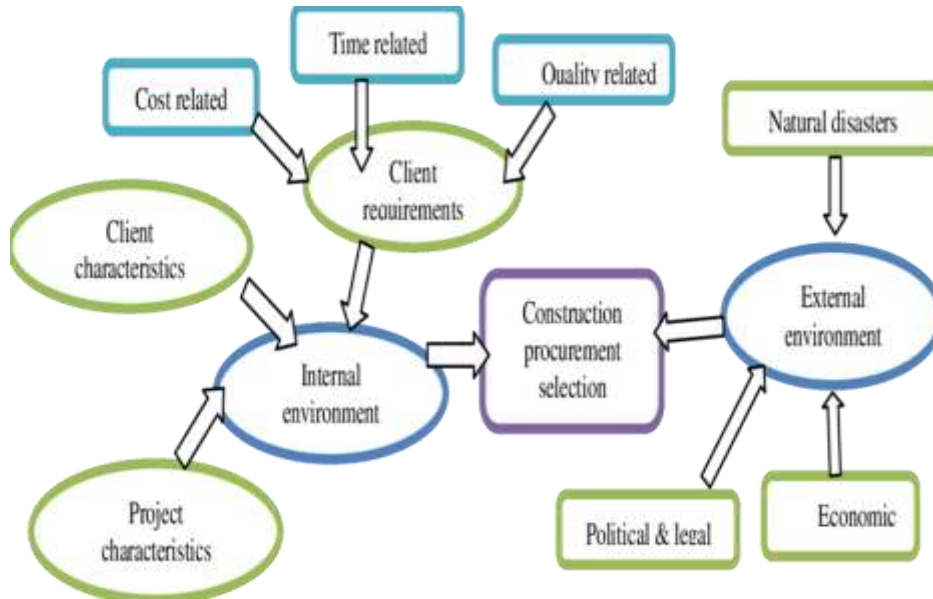 Time related
Cost related
Quality related
Natural disasters
Client
requirements
Client
characteristics
External
environment
Construction
procurement
selection
Internal
environment
Project
characteristics
Political & legal
Economic